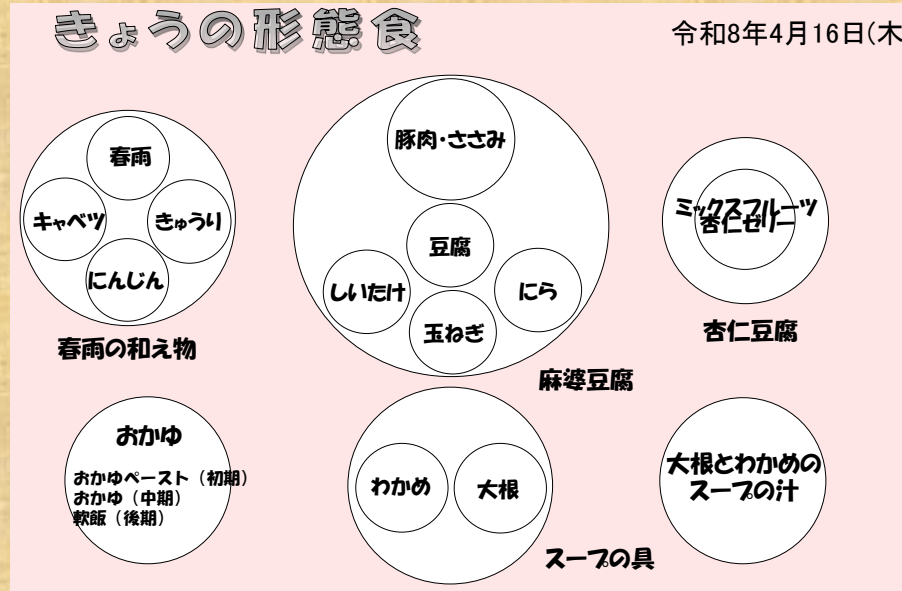 きょうの形態食
令和8年4月16日(木
春雨
キャベツ
きゅうり
にんじん
春雨の和え物
豚肉・ささみ
豆腐
しいたけ
にら
玉ねぎ
麻婆豆腐
ミックスフルーツ
杏仁ゼリー
杏仁豆腐
おかゆ
おかゆペースト（初期）
おかゆ（中期）
軟飯（後期）
わかめ
大根
スープの具
大根とわかめの
スープの汁